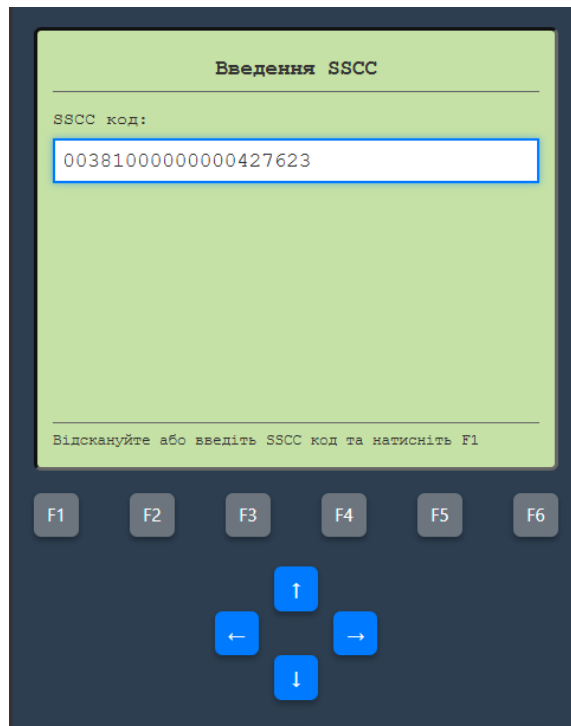 Введення SSCC
SSCC код:
00381000000000427623
Відскануйте або введіть SSCC код та натисніть F1
F1 F2 F3 F4 F5 F6
↑
← →
↓